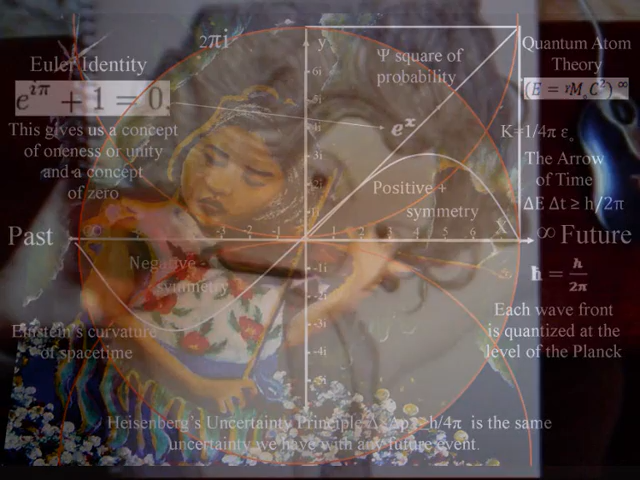 2πi
y
Ψ square of
probability
Quantum Atom
Theory
Euler Identity
e^iπ + 1 = 0.
This gives us a concept
of oneness or unity
and a concept
of zero
e^x
K=1/4π ε
The Arrow
of Time
ΔE Δt ≥ h/2π
Positive +
symmetry
Past
X
∞ Future
Negative -
symmetry
ħ = h/2π
Each wave front
is quantized at the
level of the Planck
Einstein's curvature
of spacetime
Heisenberg's Uncertainty Principle h/4π is the same
uncertainty we have with any future event.